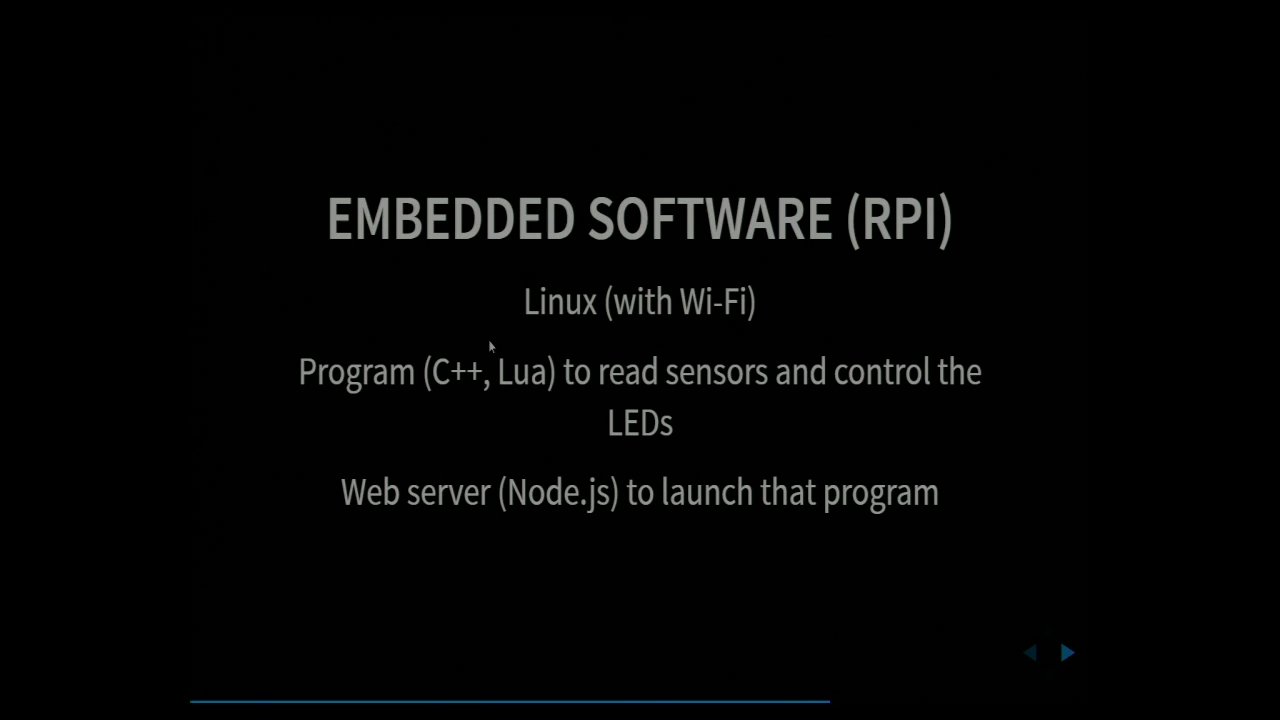 EMBEDDED SOFTWARE (RPI)
Linux (with Wi-Fi)
Program (C++, Lua) to read sensors and control the
LEDs
Web server (Node.js) to launch that program